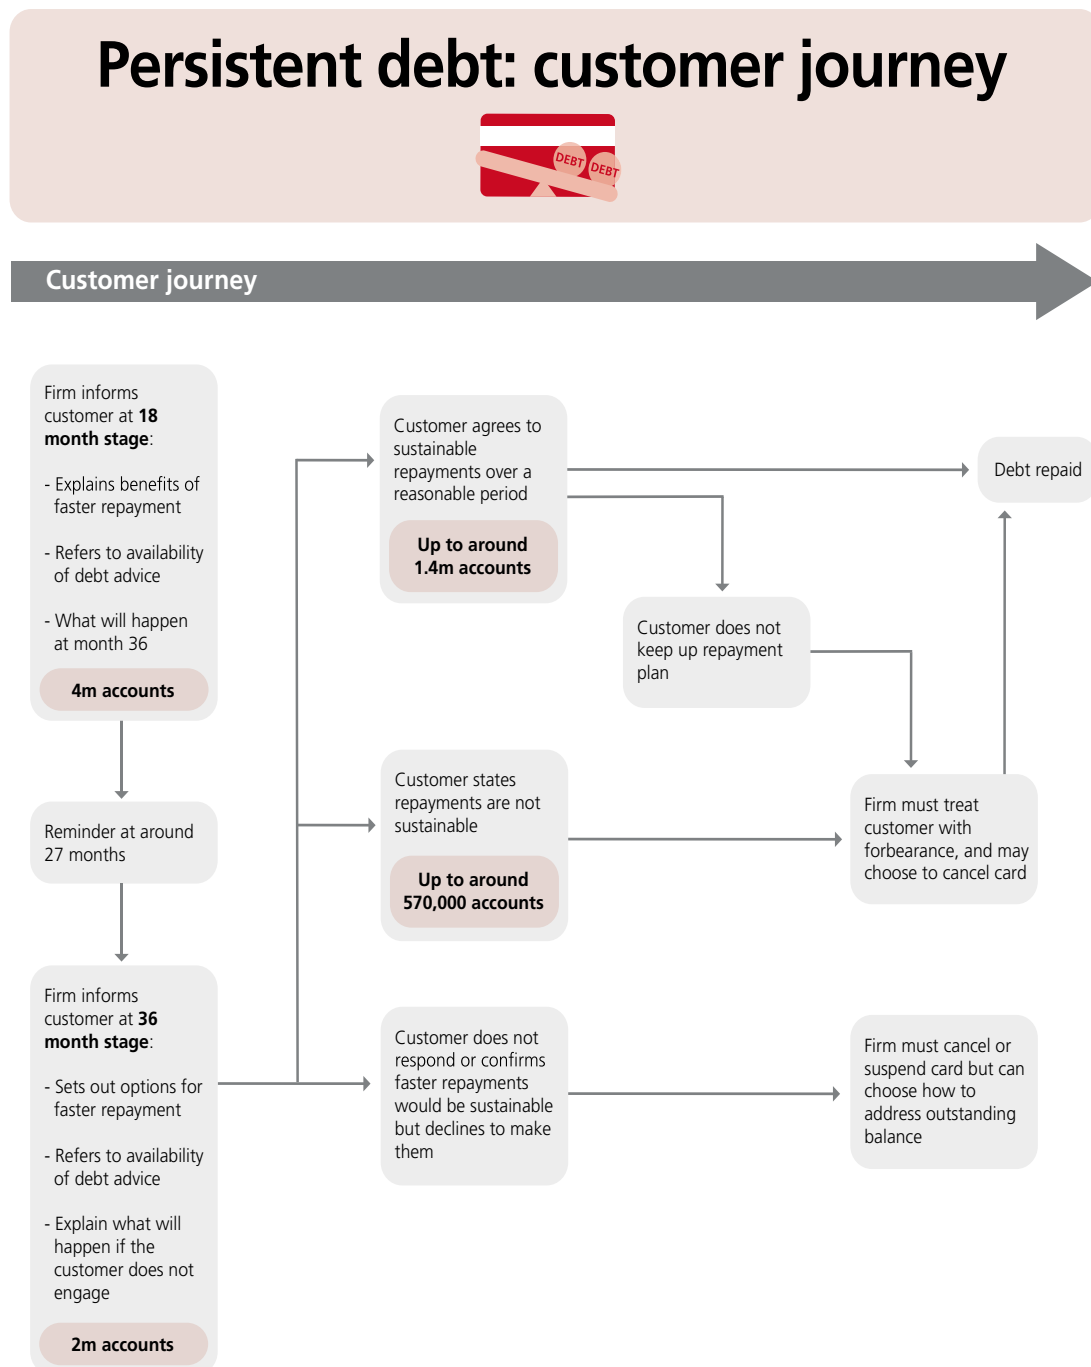 Persistent debt: customer journey
DEBT
DEBT
Customer journey
Firm informs
customer at 18
month stage:
- Explains benefits of
faster repayment
- Refers to availability
of debt advice
- What will happen
at month 36
4m accounts
Reminder at around
27 months
Firm informs
customer at 36
month stage:
- Sets out options for
faster repayment
- Refers to availability
of debt advice
- Explain what will
happen if the
customer does not
engage
2m accounts
Customer agrees to
sustainable
repayments over a
reasonable period
Up to around
1.4m accounts
Customer states
repayments are not
sustainable
Up to around
570,000 accounts
Customer does not
respond or confirms
faster repayments
would be sustainable
but declines to make
them
Customer does not
keep up repayment
plan
Debt repaid
Firm must treat
customer with
forbearance, and may
choose to cancel card
Firm must cancel or
suspend card but can
choose how to
address outstanding
balance